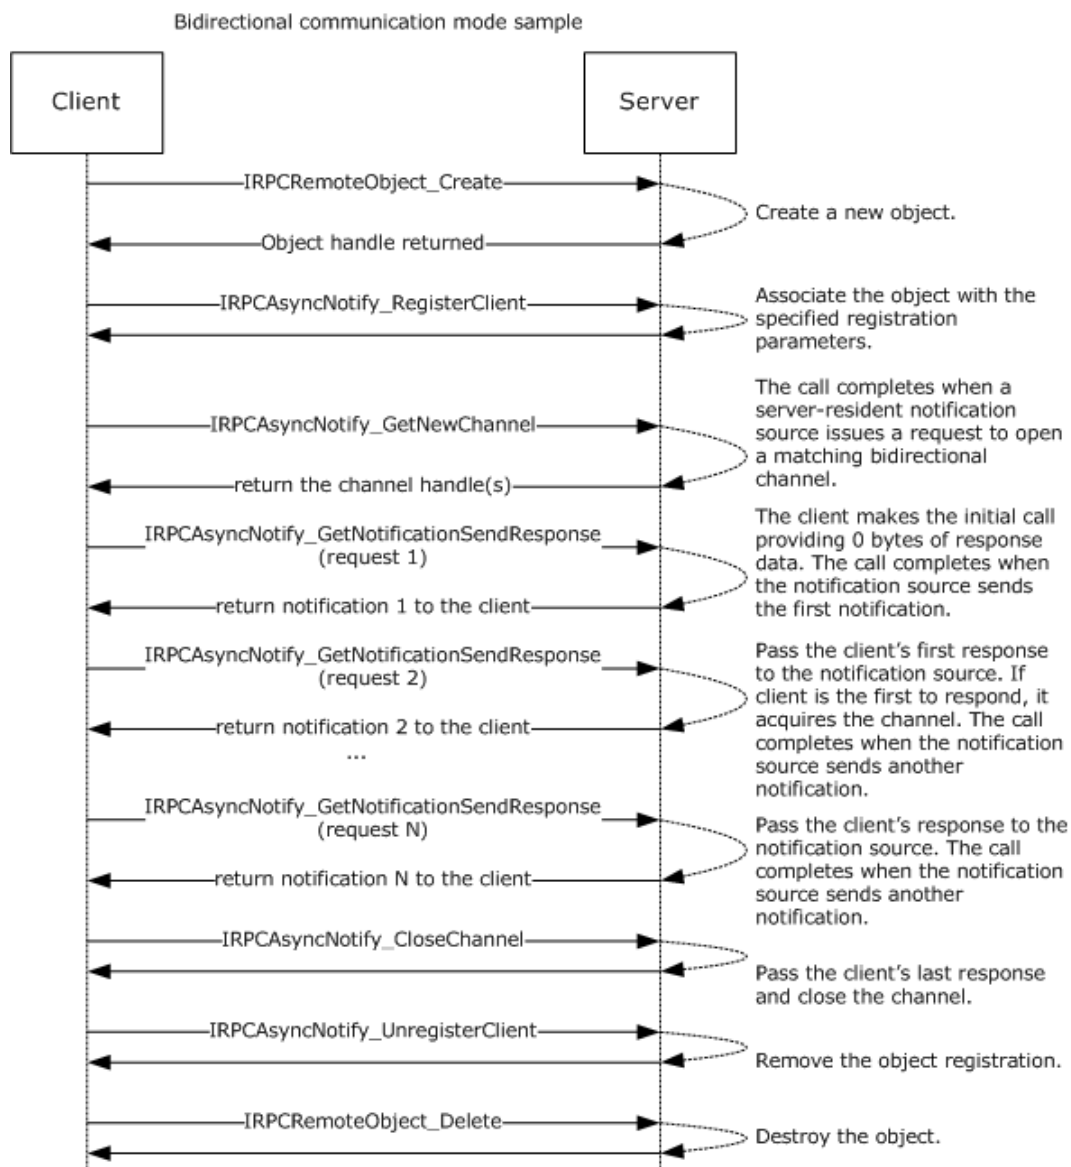 Bidirectional communication mode sample
Client
Server
IRPCRemoteObject_Create
Create a new object.
Object handle returned
IRPCAsyncNotify_RegisterClient
Associate the object with the
specified registration
parameters.
The call completes when a
server-resident notification
source issues a request to open
a matching bidirectional
channel.
IRPCAsyncNotify_GetNewChannel
return the channel handle(s)
IRPCAsyncNotify_GetNotificationSendResponse
(request 1)
The client makes the initial call
providing 0 bytes of response
data. The call completes when
the notification source sends
the first notification.
return notification 1 to the client
IRPCAsyncNotify_GetNotificationSendResponse
(request 2)
Pass the client’s first response
to the notification source. If
client is the first to respond, it
acquires the channel. The call
completes when the notification
source sends another
notification.
return notification 2 to the client
...
IRPCAsyncNotify_GetNotificationSendResponse
(request N)
Pass the client’s response to the
notification source. The call
completes when the notification
source sends another
notification.
return notification N to the client
IRPCAsyncNotify_CloseChannel
Pass the client’s last response
and close the channel.
IRPCAsyncNotify_UnregisterClient
Remove the object registration.
IRPCRemoteObject_Delete
Destroy the object.